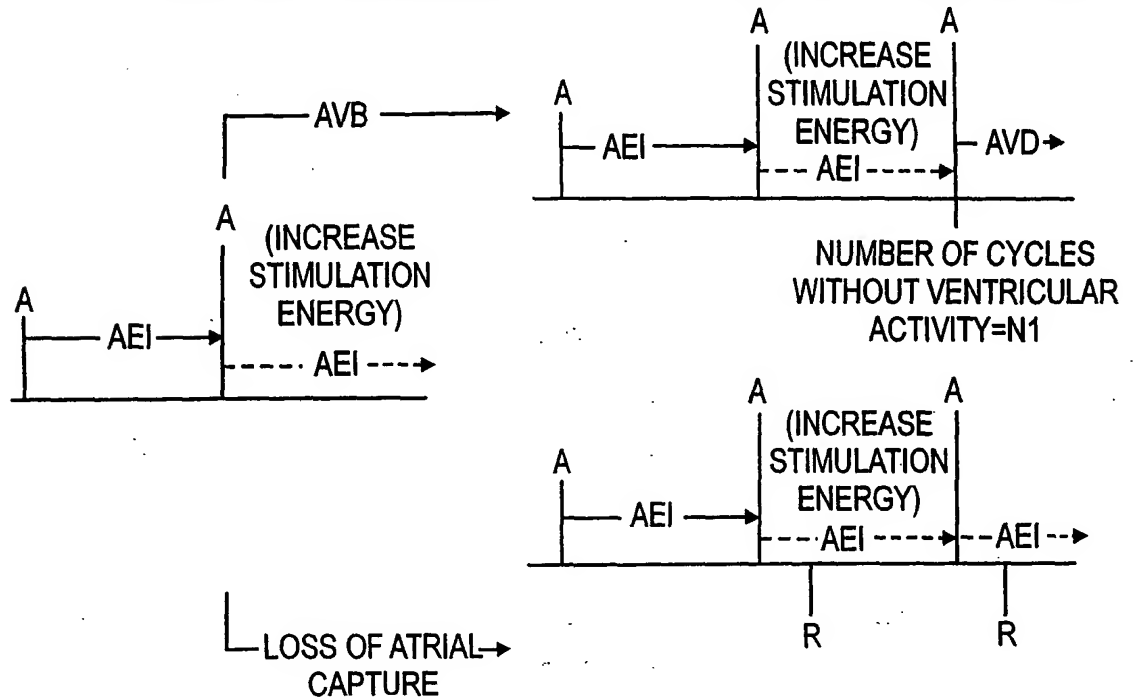 A
AEI
A
(INCREASE
STIMULATION
ENERGY)
AEI
AVB
A
AEI
A
(INCREASE
STIMULATION
ENERGY)
AEI
A
AVD
NUMBER OF CYCLES
WITHOUT VENTRICULAR
ACTIVITY=N1
LOSS OF ATRIAL
CAPTURE
A
AEI
A
(INCREASE
STIMULATION
ENERGY)
AEI
A
AEI
R
R